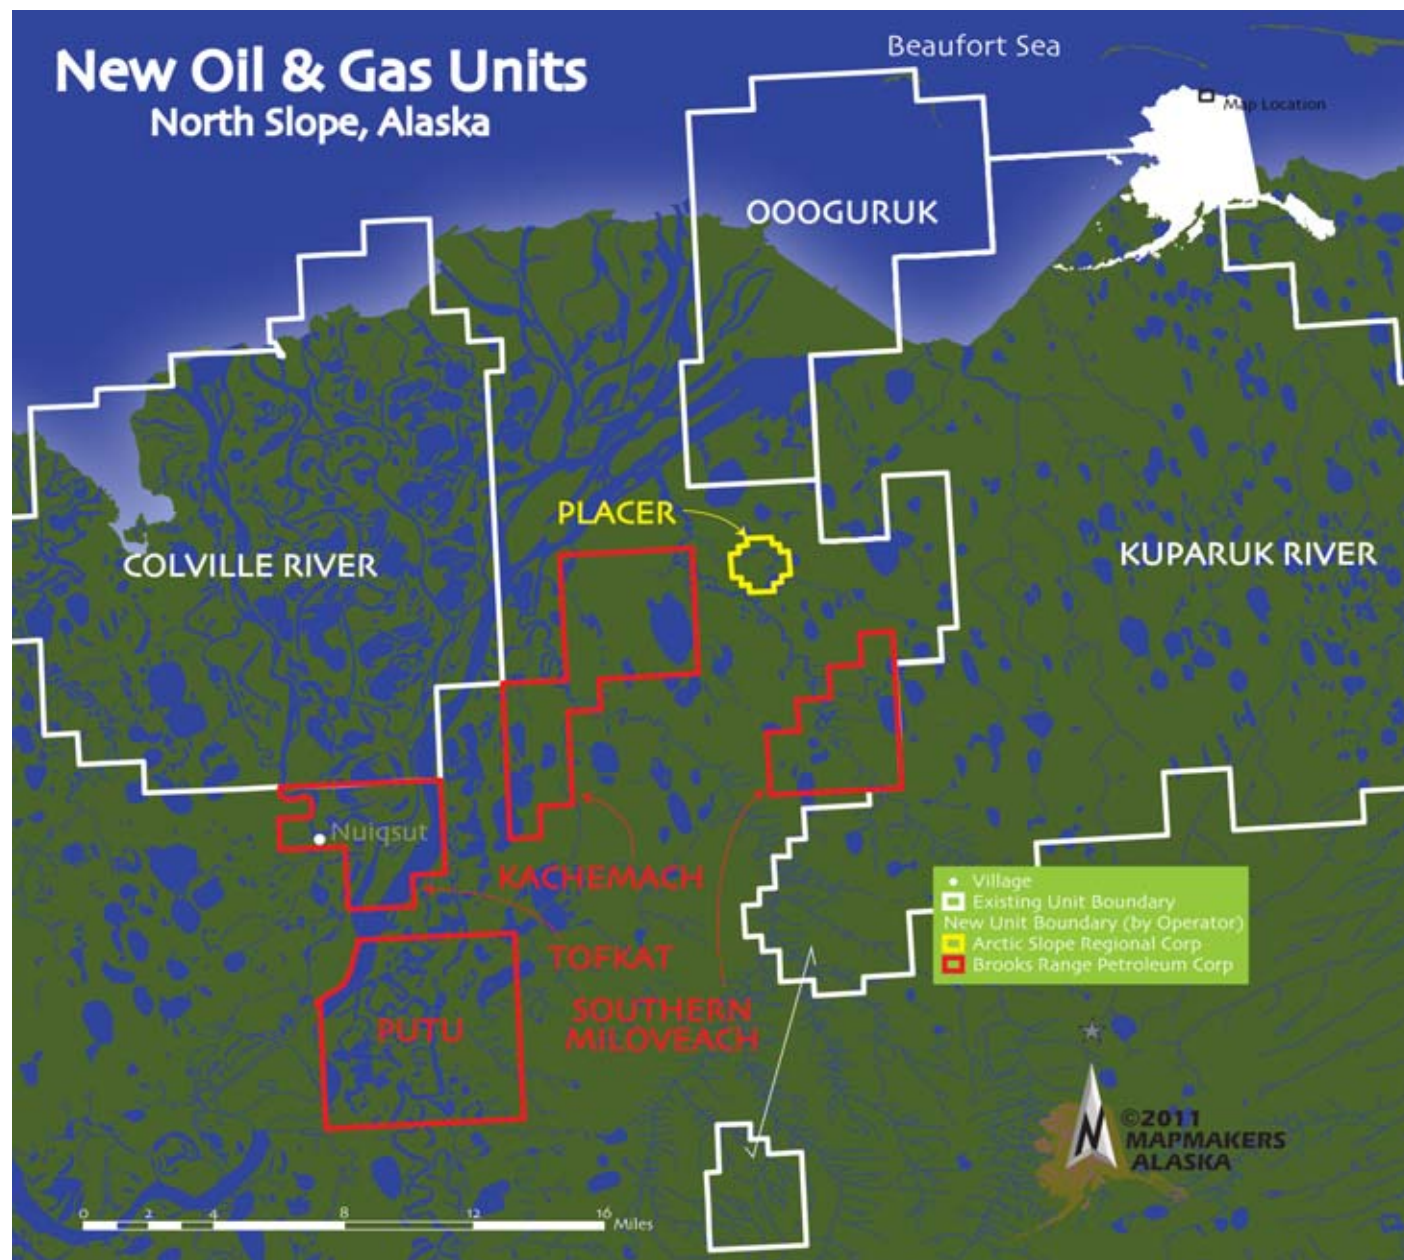 New Oil & Gas Units
North Slope, Alaska
Beaufort Sea
Map Location
OOOGURUK
PLACER
COLVILLE RIVER
KUPARUK RIVER
Nuiqsut
KACHEMACH
TOFKAT
SOUTHERN
MILOVEACH
PUTU
Village
Existing Unit Boundary
New Unit Boundary (by Operator)
Arctic Slope Regional Corp
Brooks Range Petroleum Corp
N
©2011
MAPMAKERS
ALASKA
0 2 4 8 12 16 Miles